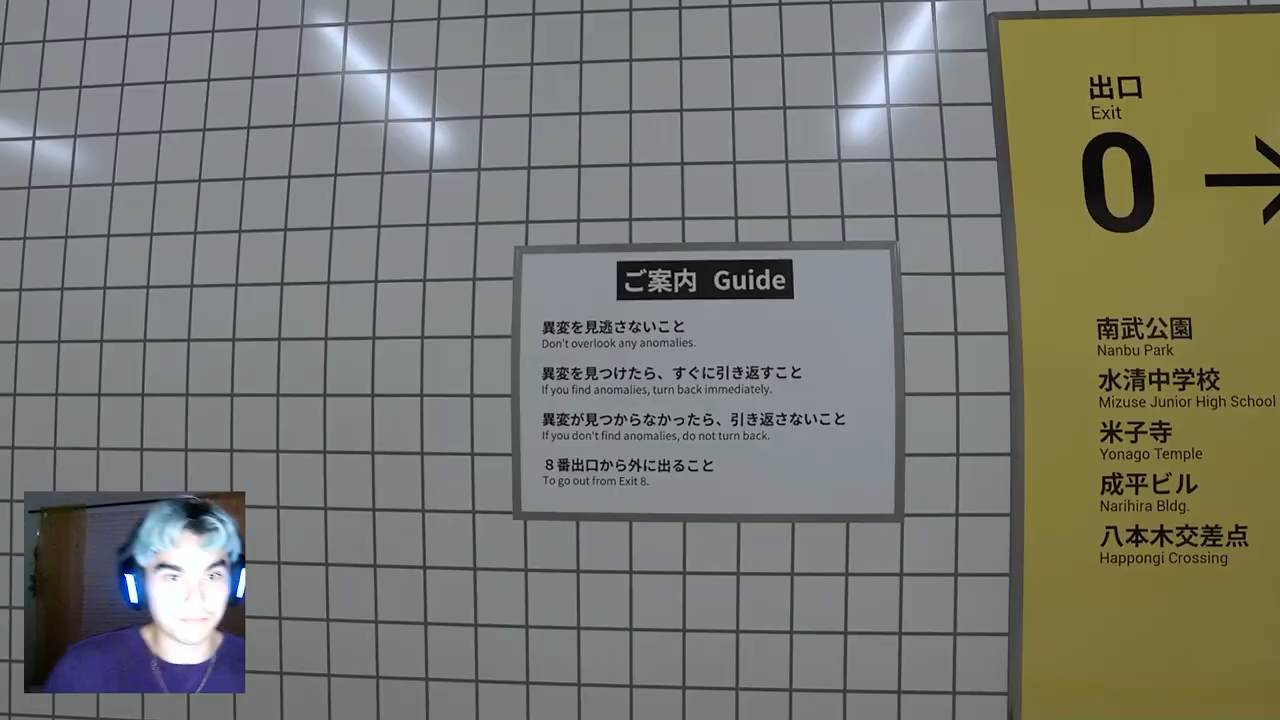 ご案内 Guide
異変を見逃さないこと
Don't overlook any anomalies.
異変を見つけたら、すぐに引き返すこと
If you find anomalies, turn back immediately.
異変が見つからなかったら、引き返さないこと
If you don't find anomalies, do not turn back.
８番出口から外に出ること
To go out from Exit 8.
出口
Exit
0 →
南武公園
Nanbu Park
水清中学校
Mizuse Junior High School
米子寺
Yonago Temple
成平ビル
Narihira Bldg.
八本木交差点
Happongi Crossing